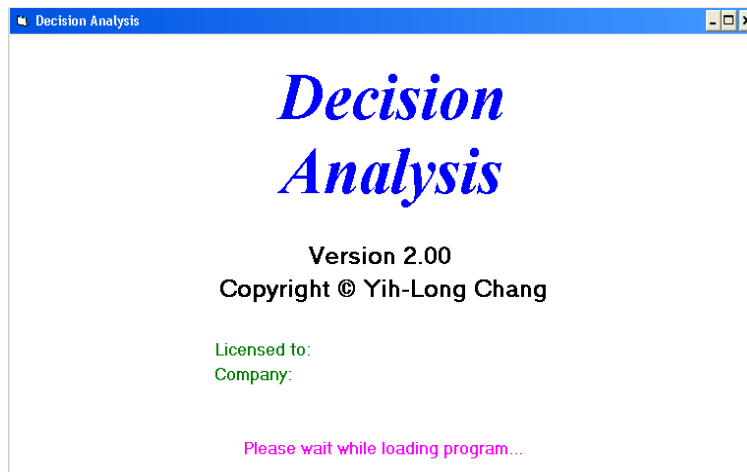 Decision Analysis
Decision
Analysis
Version 2.00
Copyright © Yih-Long Chang
Licensed to:
Company:
Please wait while loading program...